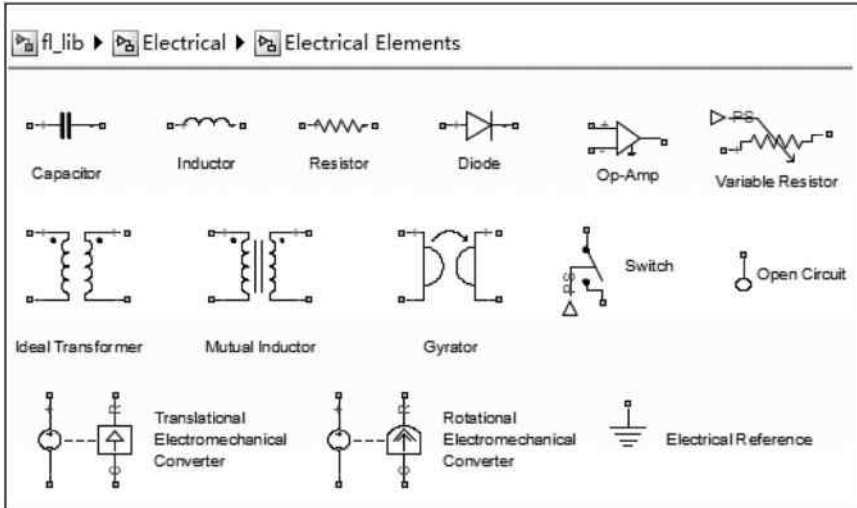 fl_lib Electrical Electrical Elements
Capacitor
Inductor
Resistor
Diode
Op-Amp
PS
Variable Resistor
Ideal Transformer
Mutual Inductor
Gyrator
PS
Switch
Open Circuit
R
C
Translational
Electromechanical
Converter
R
C
Rotational
Electromechanical
Converter
Electrical Reference